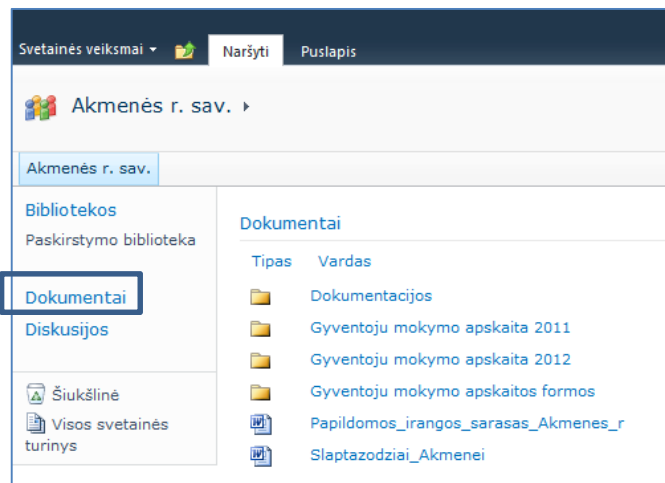 Svetainės veiksmai
Naršyti
Puslapis
Akmenės r. sav.
Akmenės r. sav.
Bibliotekos
Paskirstymo biblioteka
Dokumentai
Diskusijos
Šiukšlinė
Visos svetainės
turinys
Dokumentai
Tipas Vardas
Dokumentacijos
Gyventoju mokymo apskaita 2011
Gyventoju mokymo apskaita 2012
Gyventoju mokymo apskaitos formos
Papildomos_irangos_sarasas_Akmenes_r
Slaptazodziai_Akmenei